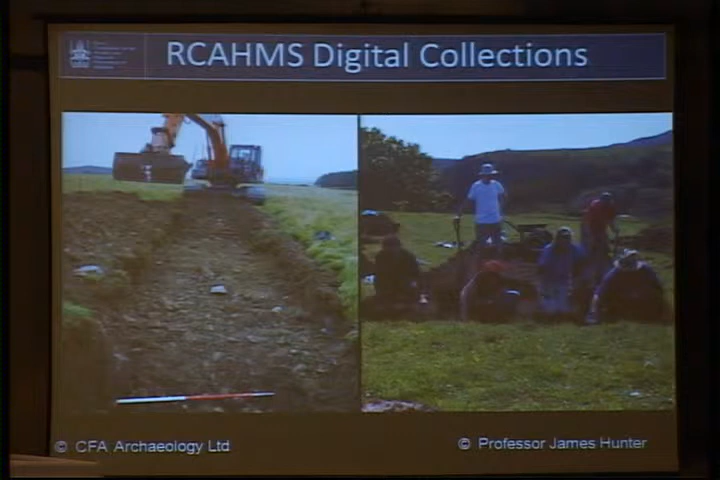 RCAHMS Digital Collections
© CFA Archaeology Ltd
© Professor James Hunter